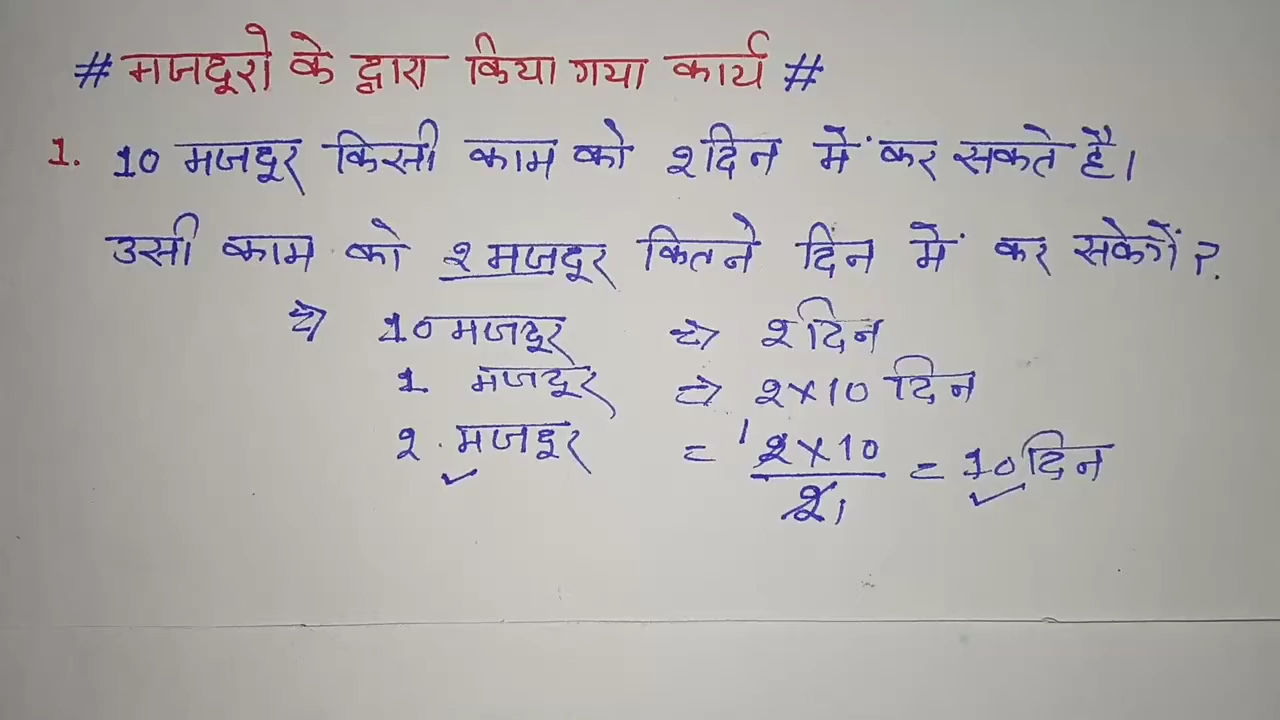 # मजदूरो के द्वारा किया गया कार्य #
1. 10 मजदूर किसी काम को 2 दिन में कर सकते है।
उसी काम को 2 मजदूर कितने दिन में कर सकेगों ?
⇒ 10 मजदूर ⇒ 2 दिन
1 मजदूर ⇒ 2×10 दिन
2 मजदूर = 2×10/2 = 10 दिन